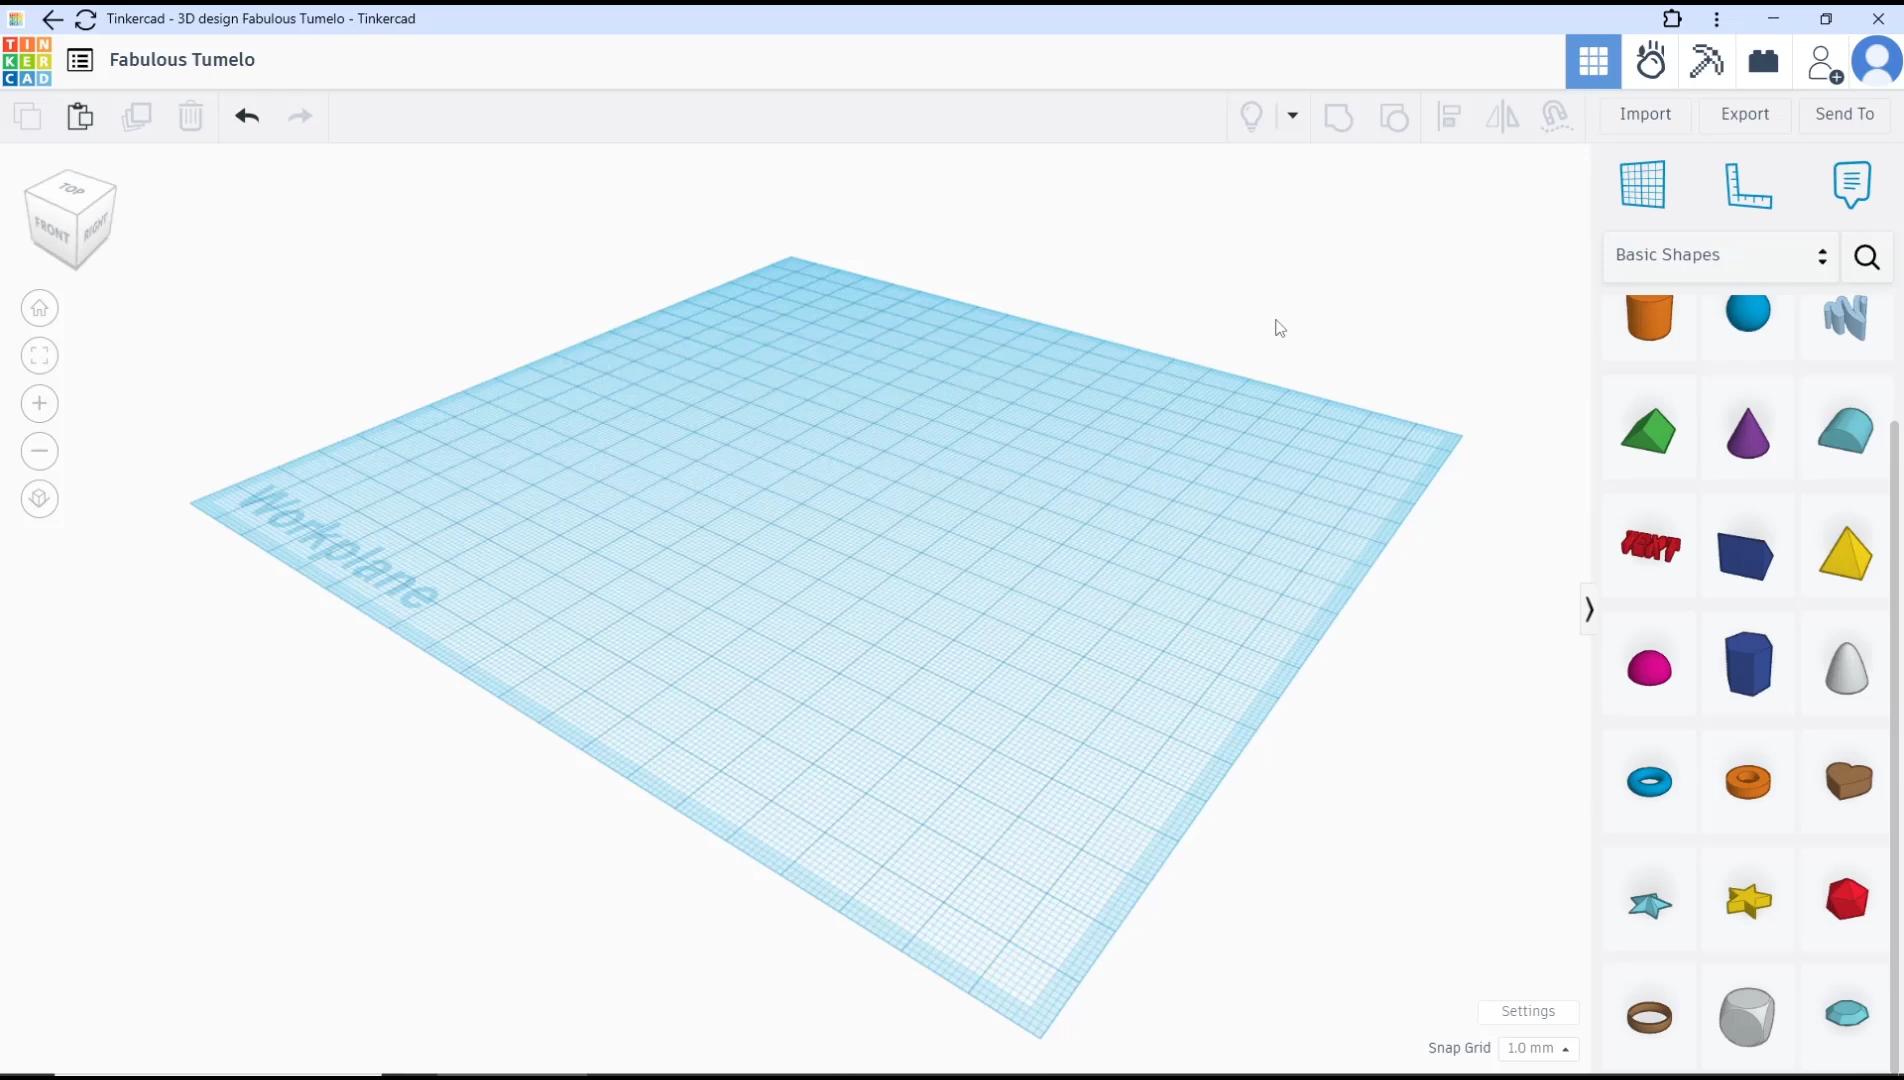 Tinkercad - 3D design Fabulous Tumelo - Tinkercad
TIN
KER
CAD
Fabulous Tumelo
Import
Export
Send To
TOP
FRONT
RIGHT
Basic Shapes
Workplane
TEXT
Settings
Snap Grid
1.0 mm